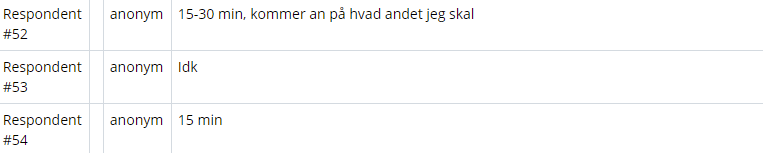 Respondent anonym 15-30 min, kommer an på hvad andet jeg skal
#52
Respondent anonym Idk
#53
Respondent anonym 15 min
#54